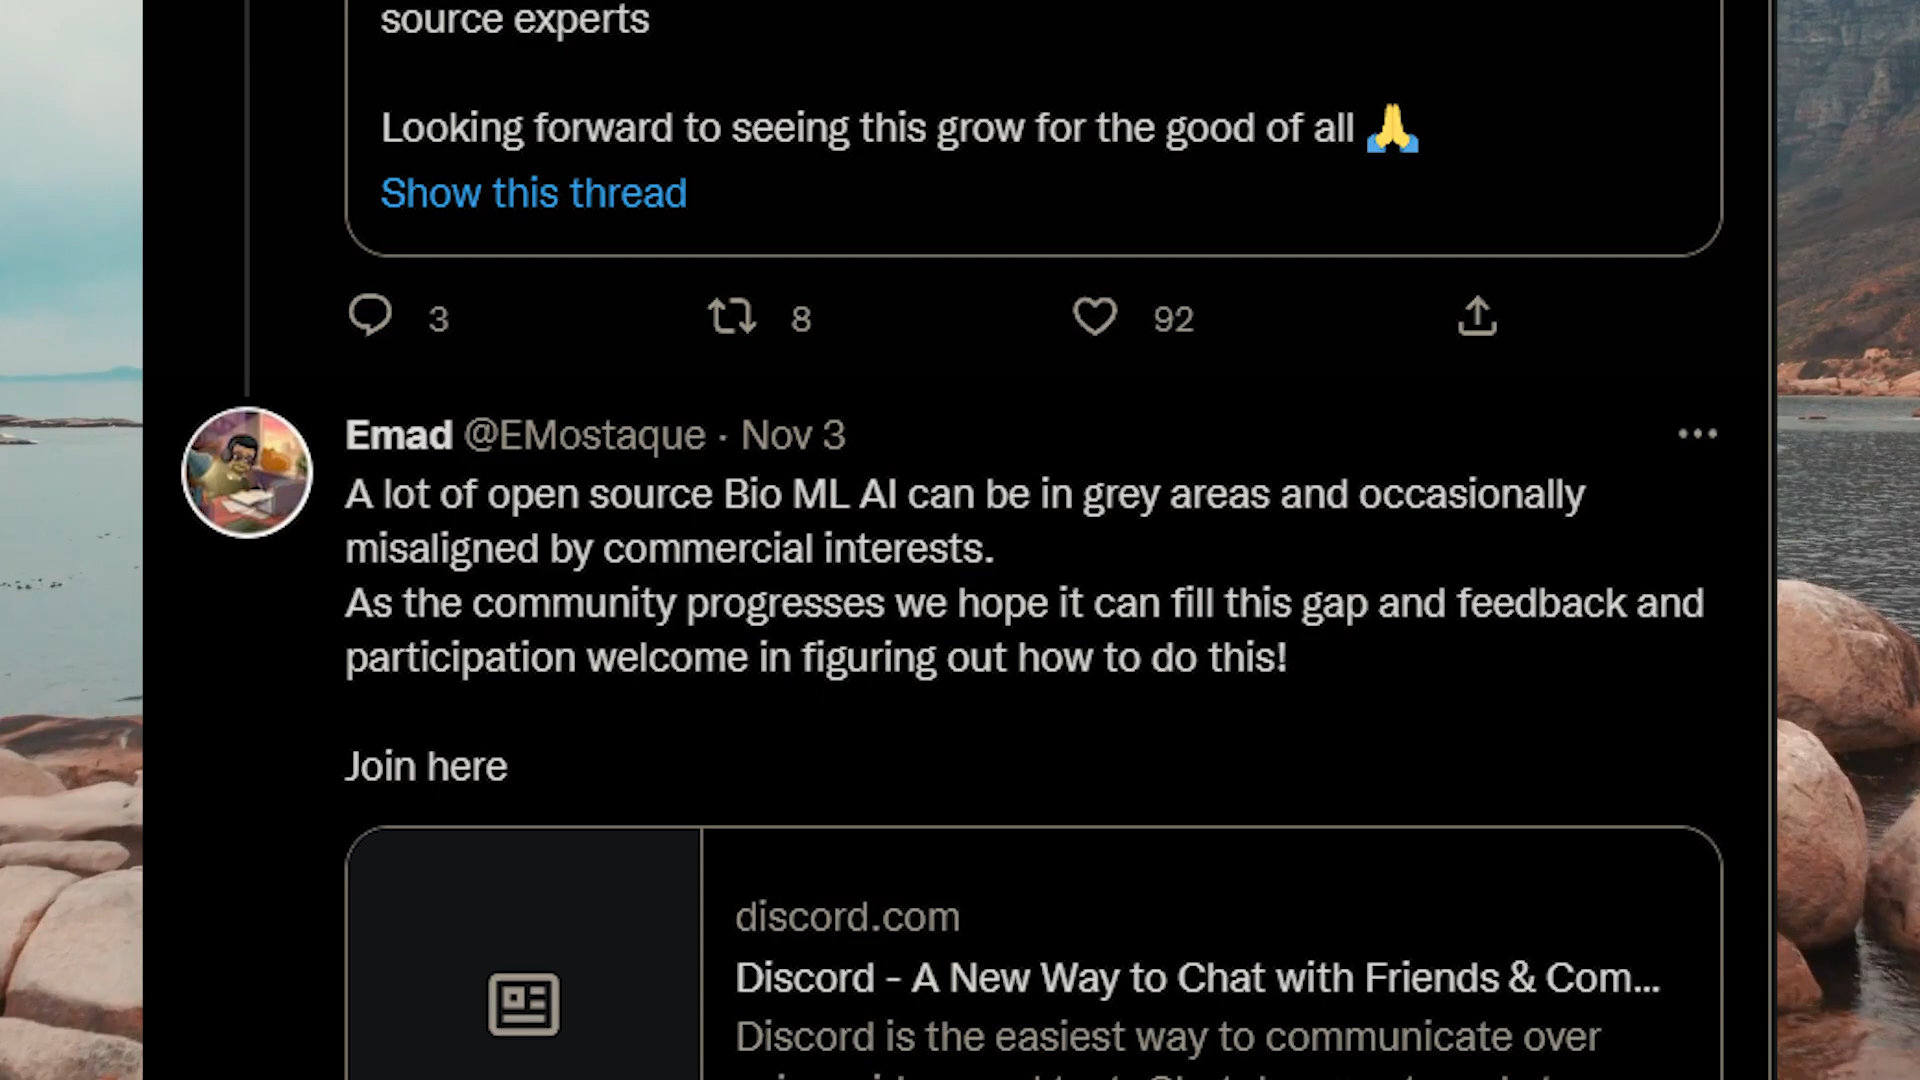 source experts
Looking forward to seeing this grow for the good of all 🙏
Show this thread
3 8 92
Emad @EMostaque · Nov 3
A lot of open source Bio ML AI can be in grey areas and occasionally
misaligned by commercial interests.
As the community progresses we hope it can fill this gap and feedback and
participation welcome in figuring out how to do this!
Join here
discord.com
Discord - A New Way to Chat with Friends & Com...
Discord is the easiest way to communicate over